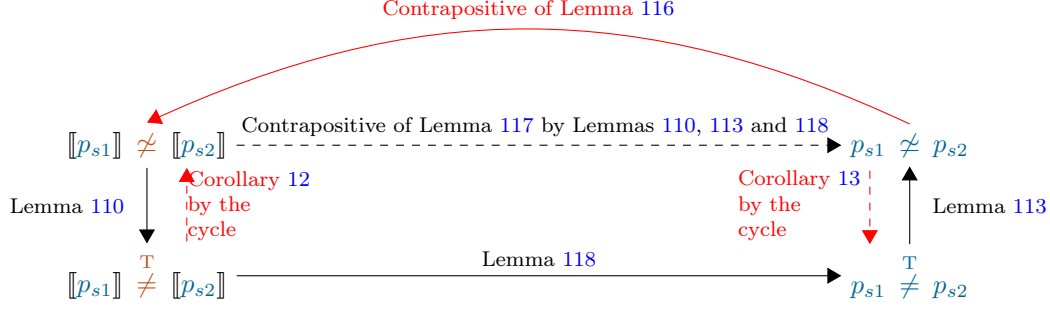 Contrapositive of Lemma 116
Contrapositive of Lemma 117 by Lemmas 110, 113 and 118
⟦p_{s1}⟧ ≄ ⟦p_{s2}⟧
p_{s1} ≄ p_{s2}
Corollary 12
by the
cycle
Corollary 13
by the
cycle
Lemma 110
Lemma 113
Lemma 118
⟦p_{s1}⟧ ≠^T ⟦p_{s2}⟧
p_{s1} ≠^T p_{s2}